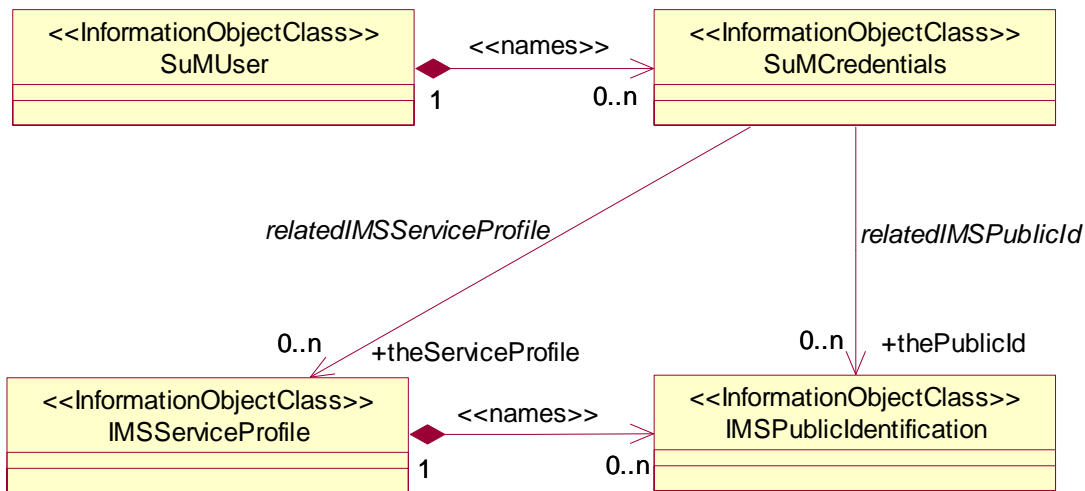 <<InformationObjectClass>>
SuMUser
<<names>>
1
0..n
<<InformationObjectClass>>
SuMCredentials
relatedIMSServiceProfile
relatedIMSPublicId
0..n
+theServiceProfile
0..n
+thePublicId
<<InformationObjectClass>>
IMSServiceProfile
<<names>>
1
0..n
<<InformationObjectClass>>
IMSPublicIdentification